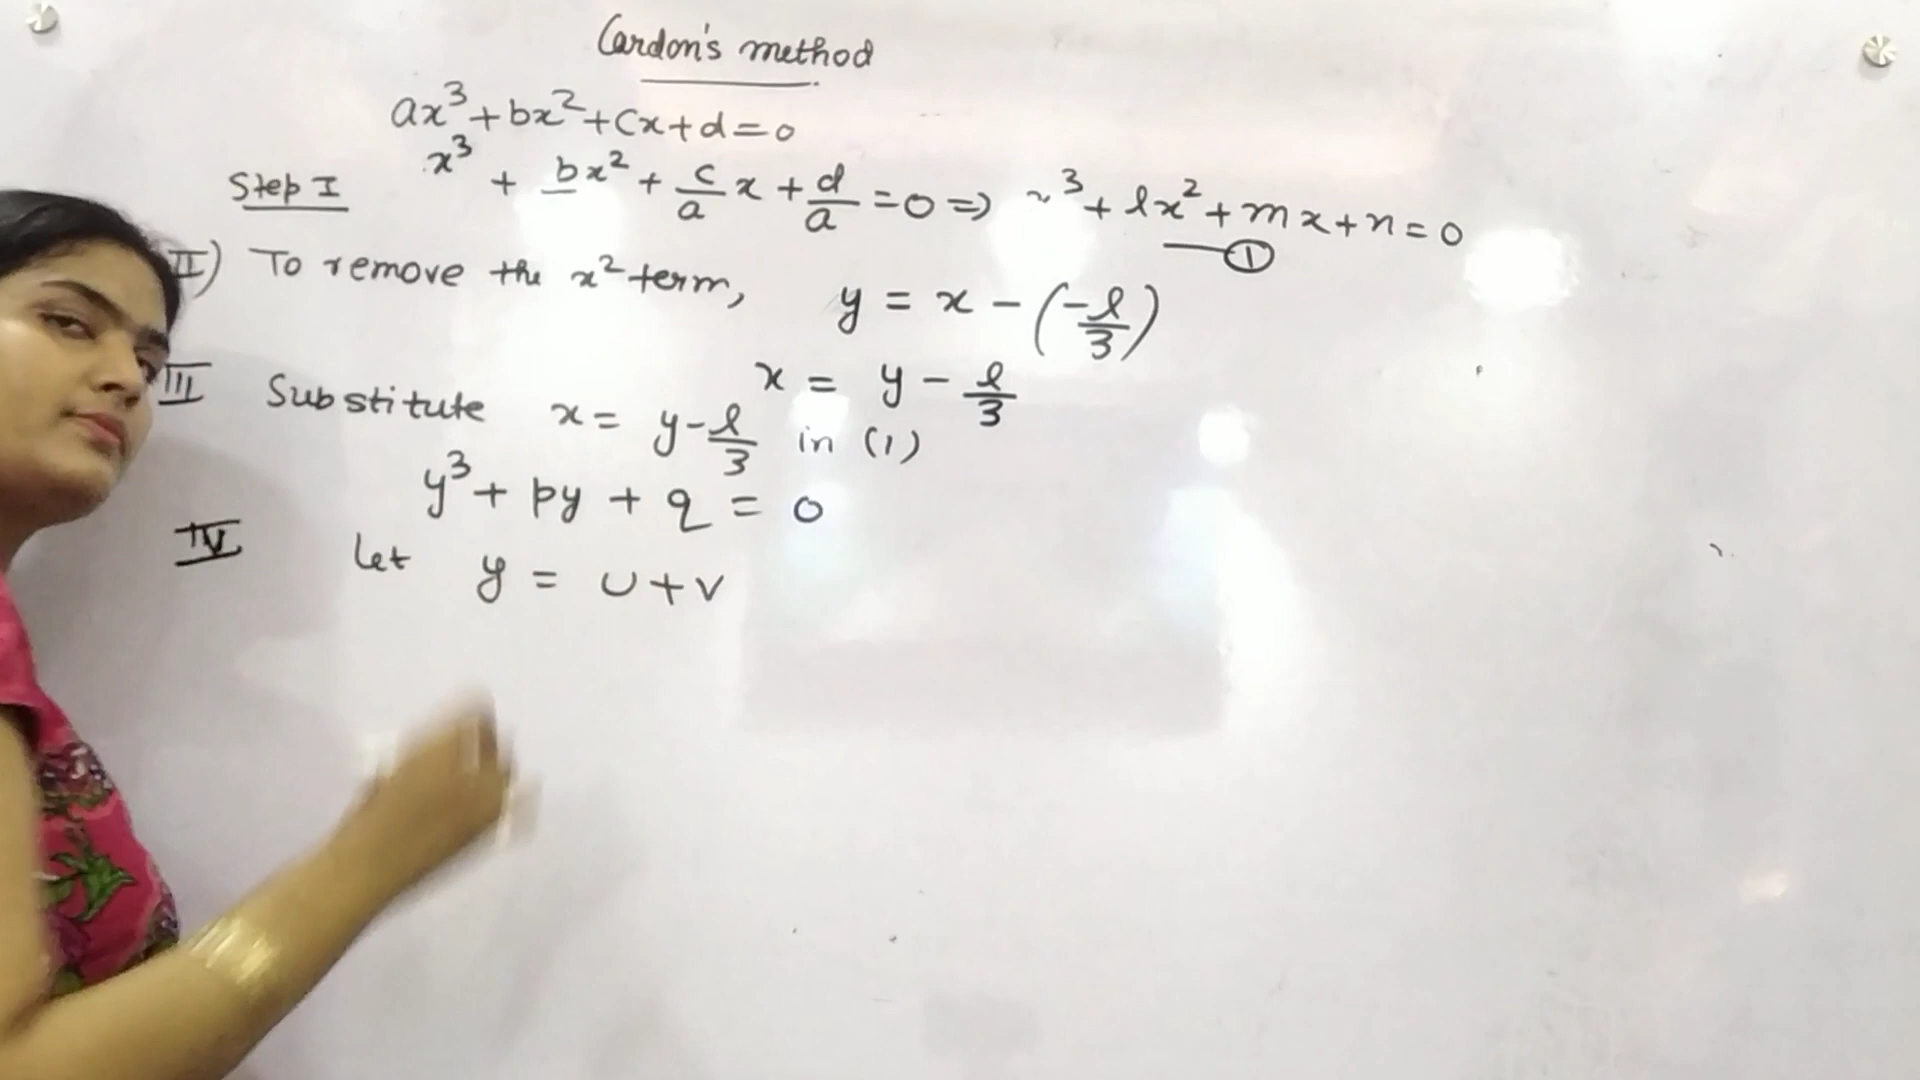 Cardon's method
ax³+bx²+cx+d=0
Step I x³ + bx² + c/a x + d/a = 0 ⇒ ³+ lx²+mx+n=0
—①
II) To remove the x² term, y = x - (-l/3)
x = y - l/3
III Substitute x = y - l/3 in (1)
y³ + py + q = 0
IV Let y = u+v